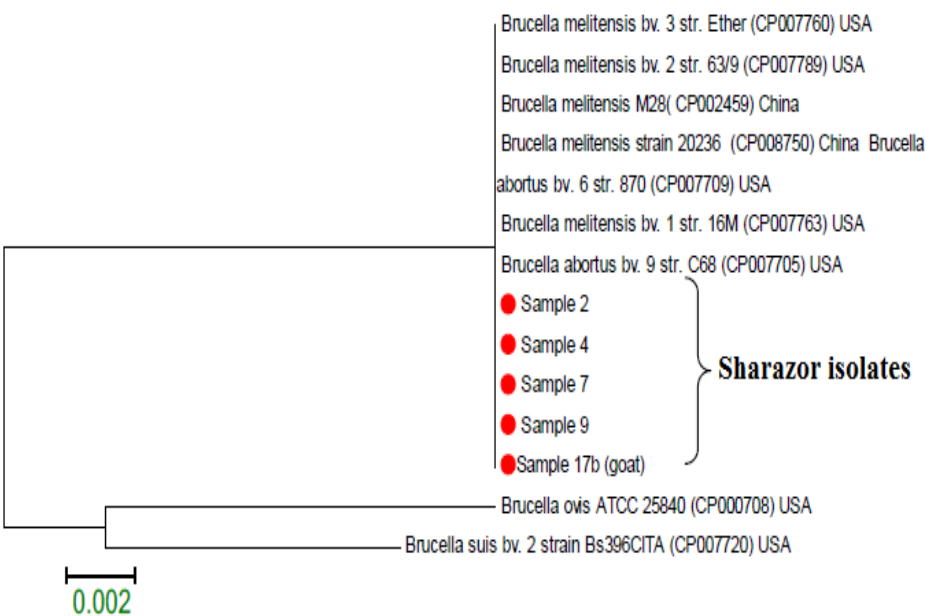 Brucella melitensis bv. 3 str. Ether (CP007760) USA
Brucella melitensis bv. 2 str. 63/9 (CP007789) USA
Brucella melitensis M28( CP002459) China
Brucella melitensis strain 20236 (CP008750) China Brucella
abortus bv. 6 str. 870 (CP007709) USA
Brucella melitensis bv. 1 str. 16M (CP007763) USA
Brucella abortus bv. 9 str. C68 (CP007705) USA
Sample 2
Sample 4
Sample 7
Sample 9
Sample 17b (goat)
Sharazor isolates
Brucella ovis ATCC 25840 (CP000708) USA
Brucella suis bv. 2 strain Bs396CITA (CP007720) USA
0.002